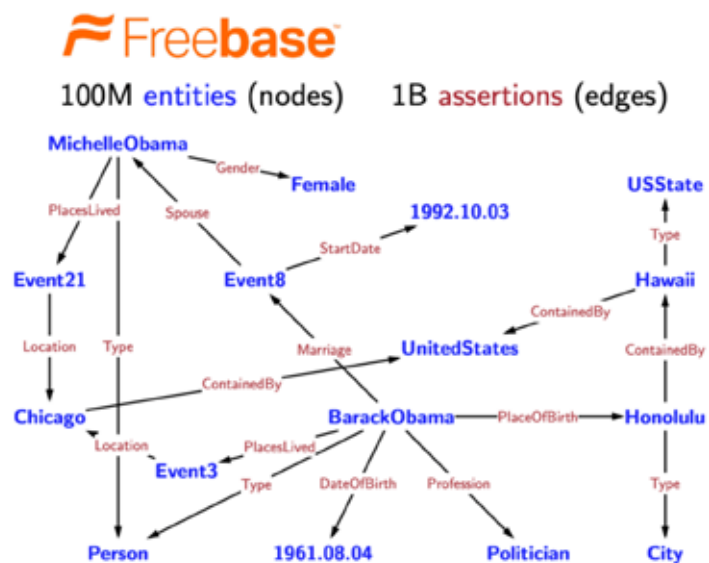 Freebase
100M entities (nodes) 1B assertions (edges)
MichelleObama
Gender
Female
USState
PlacesLived
Spouse
1992.10.03
Type
StartDate
Event21
Event8
Hawaii
ContainedBy
Location
Type
Marriage
UnitedStates
ContainedBy
ContainedBy
Chicago
BarackObama
PlaceOfBirth
Honolulu
Location
PlacesLived
Event3
Type
DateOfBirth
Profession
Type
Person
1961.08.04
Politician
City